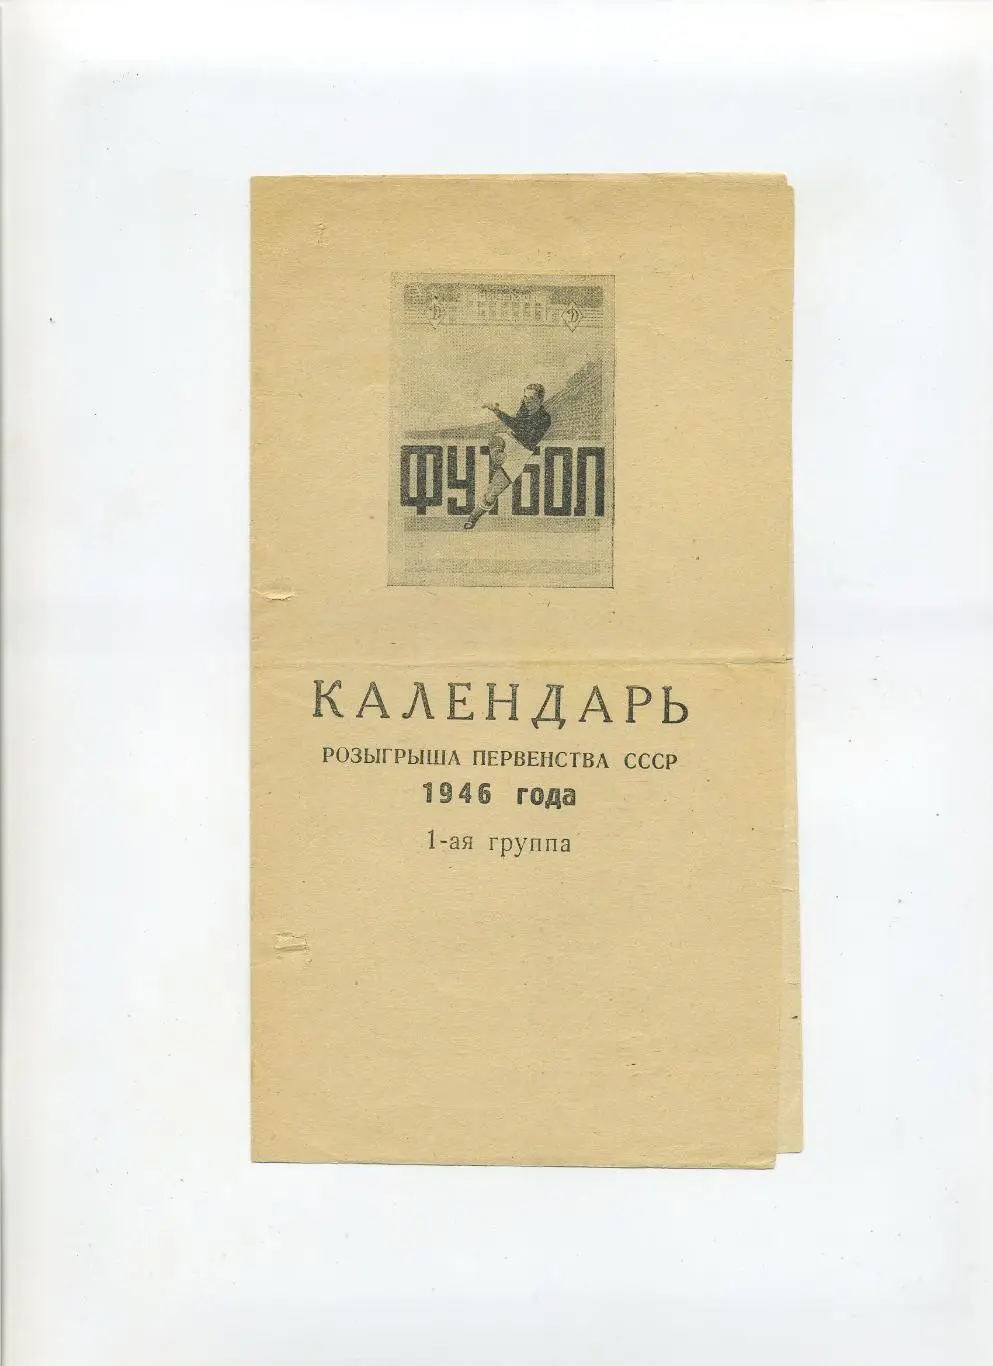 Д Д
ФУТБОЛ
КАЛЕНДАРЬ
РОЗЫГРЫША ПЕРВЕНСТВА СССР
1946 года
1-ая группа